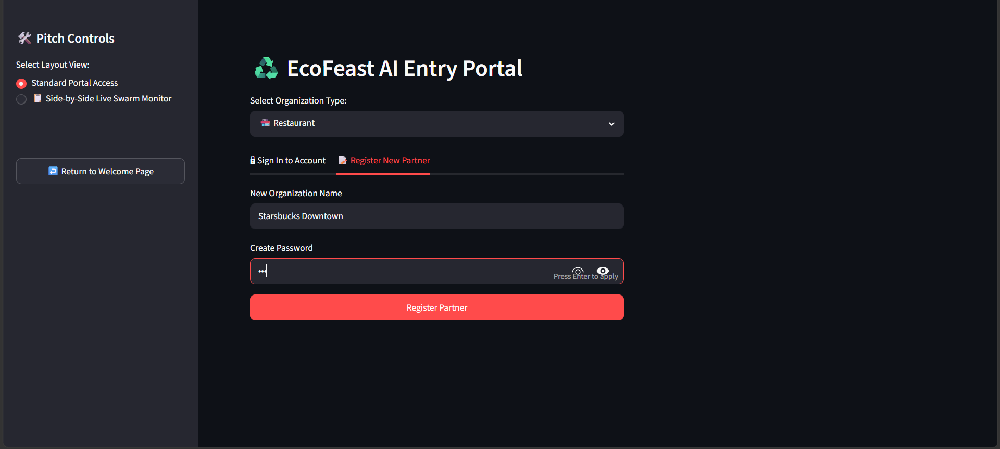 Pitch Controls
Select Layout View:
Standard Portal Access
Side-by-Side Live Swarm Monitor
Return to Welcome Page
EcoFeast AI Entry Portal
Select Organization Type:
Restaurant
Sign In to Account
Register New Partner
New Organization Name
Starsbucks Downtown
Create Password
•••
Press Enter to apply
Register Partner